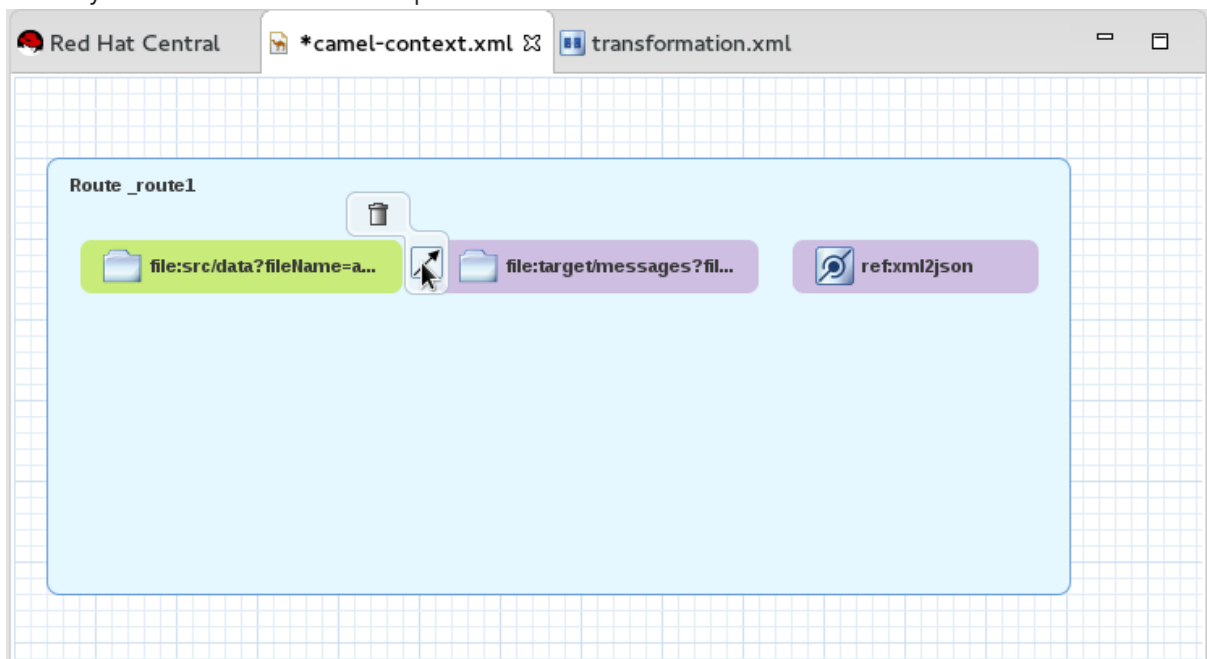 Red Hat Central
*camel-context.xml
transformation.xml
Route _route1
file:src/data?fileName=a...
file:target/messages?fil...
ref:xml2json